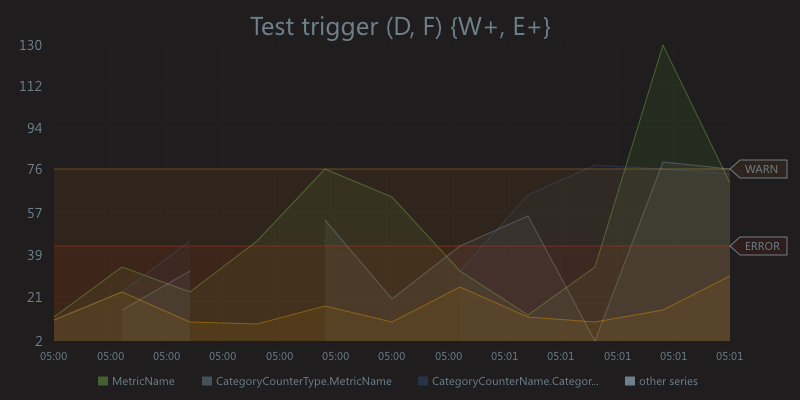 Test trigger (D, F) {W+, E+}
130
112
94
76
57
39
21
2
WARN
ERROR
05:00 05:00 05:00 05:00 05:00 05:00 05:00 05:00 05:01 05:01 05:01 05:01 05:01
MetricName CategoryCounterType.MetricName CategoryCounterName.Categor... other series